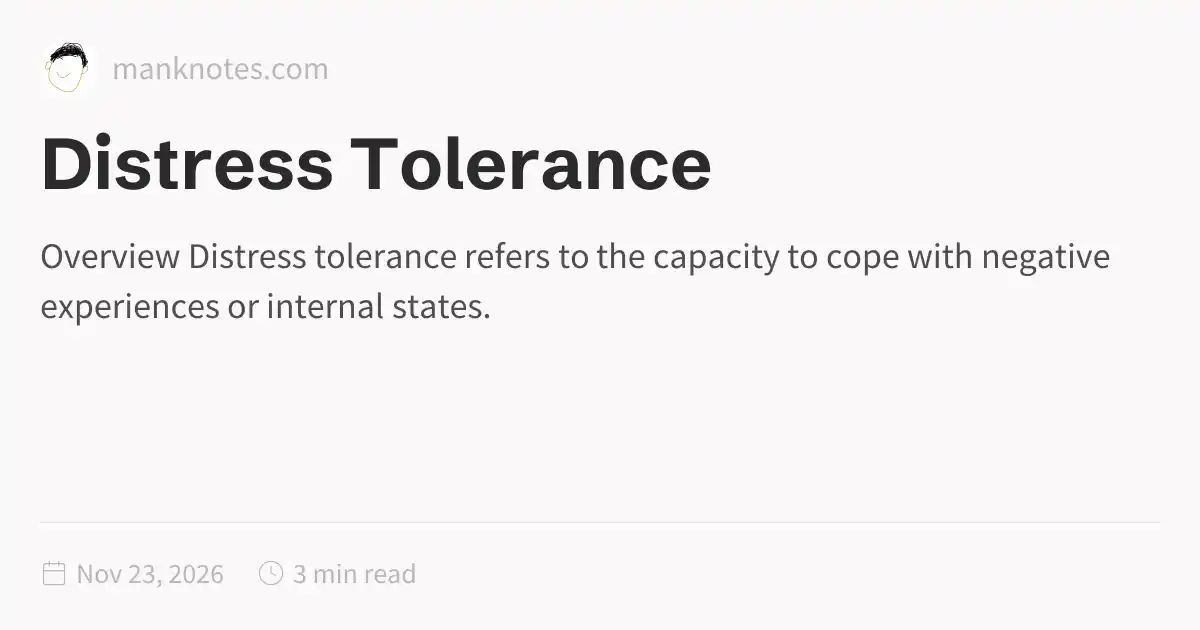 manknotes.com
Distress Tolerance
Overview Distress tolerance refers to the capacity to cope with negative
experiences or internal states.
Nov 23, 2026 3 min read